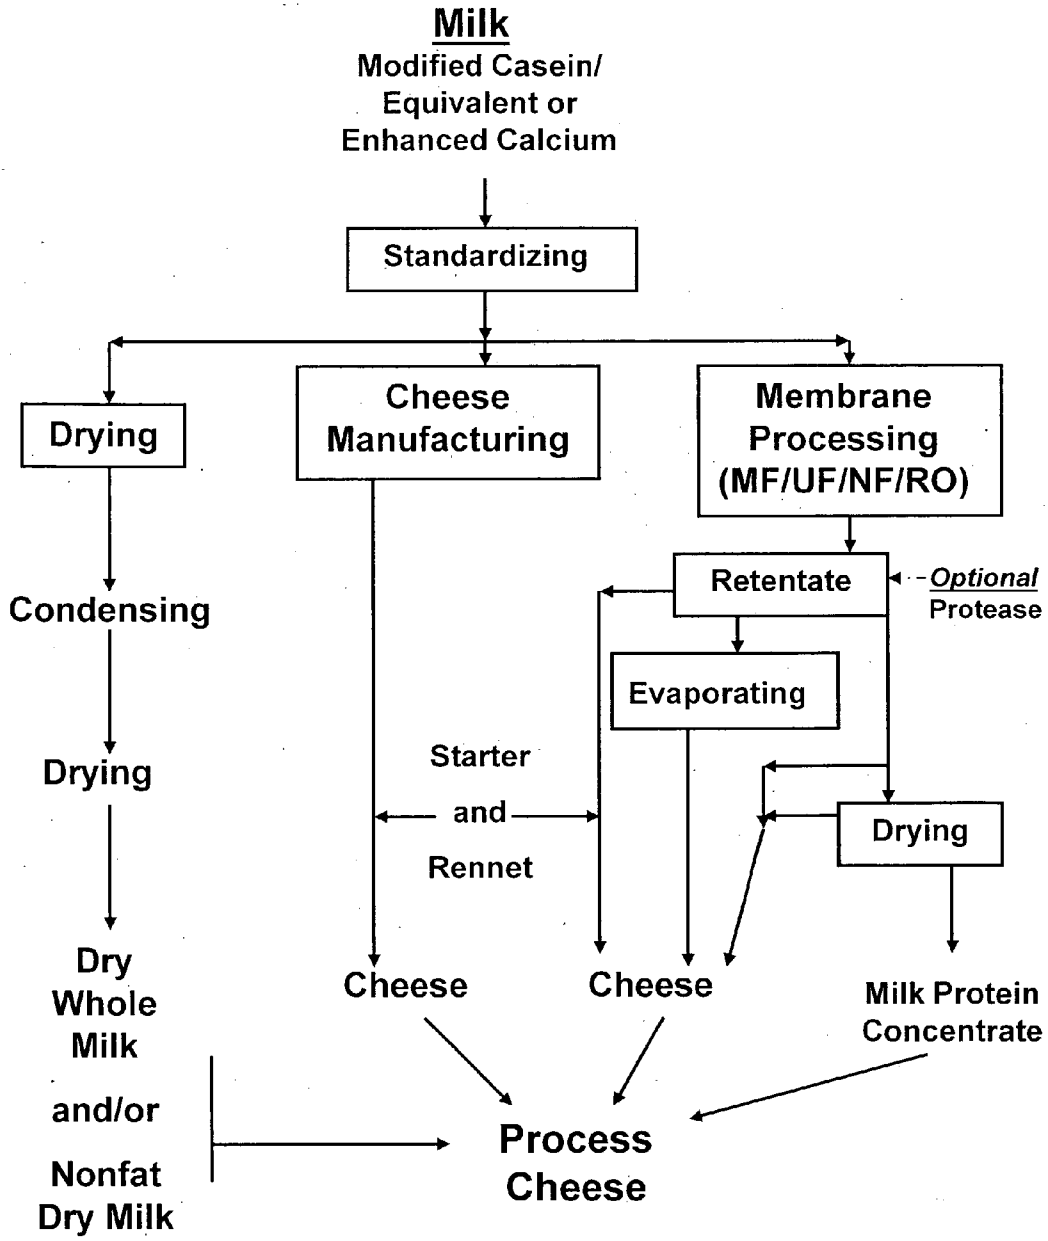 Milk
Modified Casein/
Equivalent or
Enhanced Calcium
Standardizing
Drying
Cheese
Manufacturing
Membrane
Processing
(MF/UF/NF/RO)
Retentate
Optional
Protease
Condensing
Evaporating
Drying
Starter
and
Rennet
Drying
Dry
Whole
Milk
and/or
Nonfat
Dry Milk
Cheese
Cheese
Milk Protein
Concentrate
Process
Cheese